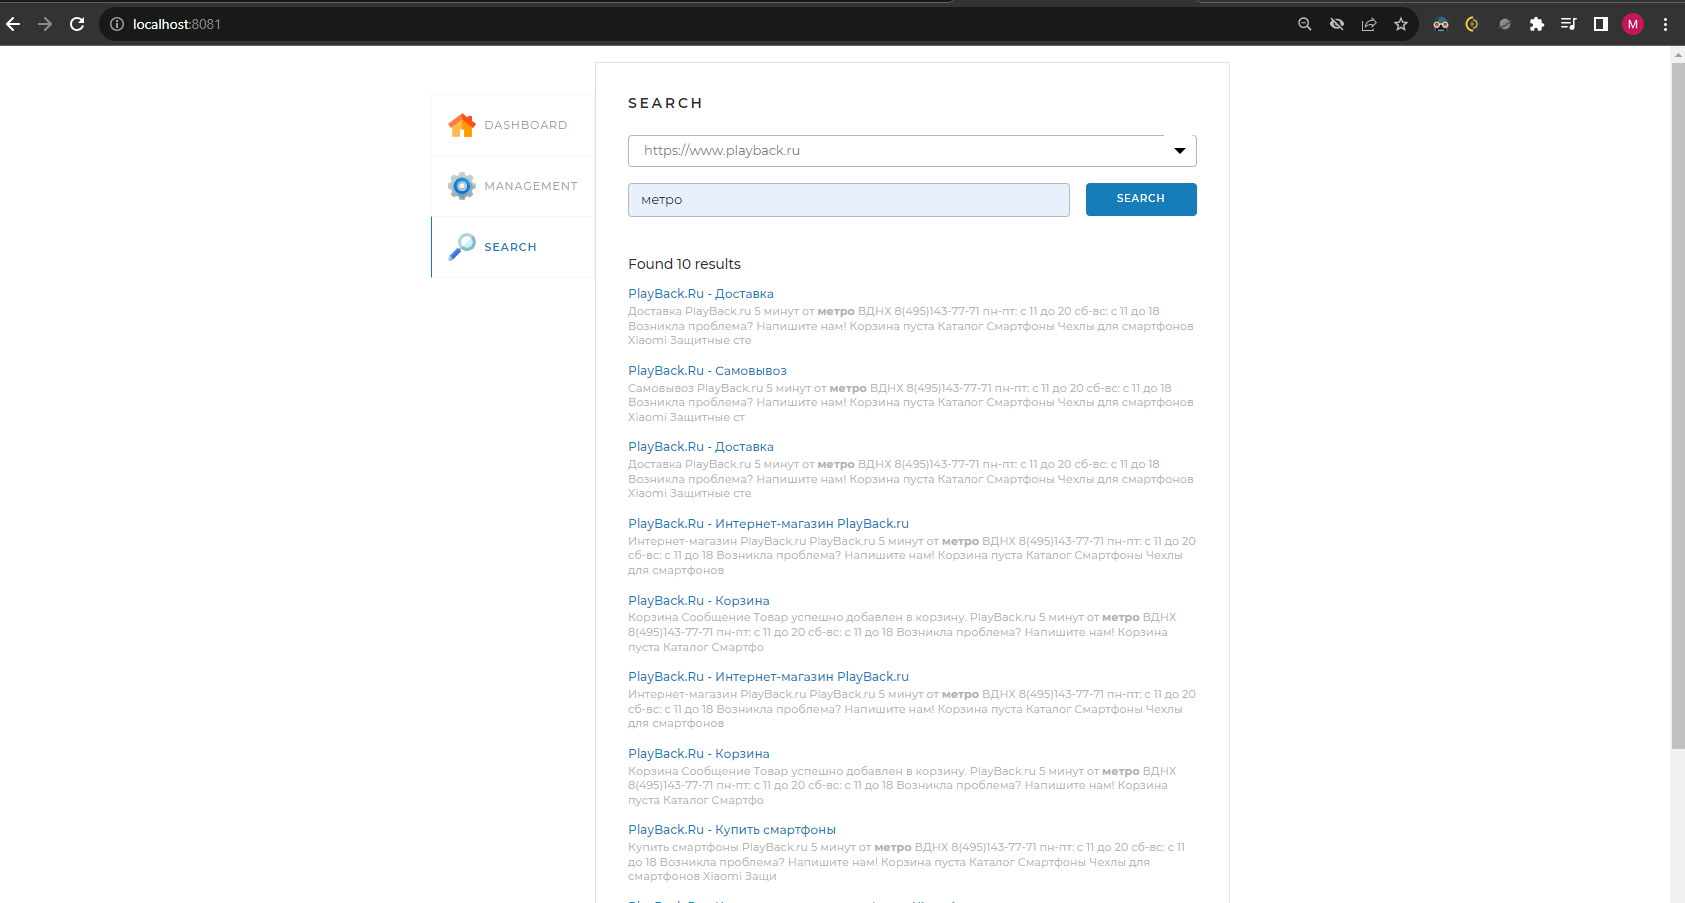 localhost:8081
M
DASHBOARD
MANAGEMENT
SEARCH
SEARCH
https://www.playback.ru
метро
SEARCH
Found 10 results
PlayBack.Ru - Доставка
Доставка PlayBack.ru 5 минут от метро ВДНХ 8(495)143-77-71 пн-пт: с 11 до 20 сб-вс: с 11 до 18
Возникла проблема? Напишите нам! Корзина пуста Каталог Смартфоны Чехлы для смартфонов
Xiaomi Защитные сте
PlayBack.Ru - Самовывоз
Самовывоз PlayBack.ru 5 минут от метро ВДНХ 8(495)143-77-71 пн-пт: с 11 до 20 сб-вс: с 11 до 18
Возникла проблема? Напишите нам! Корзина пуста Каталог Смартфоны Чехлы для смартфонов
Xiaomi Защитные ст
PlayBack.Ru - Доставка
Доставка PlayBack.ru 5 минут от метро ВДНХ 8(495)143-77-71 пн-пт: с 11 до 20 сб-вс: с 11 до 18
Возникла проблема? Напишите нам! Корзина пуста Каталог Смартфоны Чехлы для смартфонов
Xiaomi Защитные сте
PlayBack.Ru - Интернет-магазин PlayBack.ru
Интернет-магазин PlayBack.ru PlayBack.ru 5 минут от метро ВДНХ 8(495)143-77-71 пн-пт: с 11 до 20
сб-вс: с 11 до 18 Возникла проблема? Напишите нам! Корзина пуста Каталог Смартфоны Чехлы
для смартфонов
PlayBack.Ru - Корзина
Корзина Сообщение Товар успешно добавлен в корзину. PlayBack.ru 5 минут от метро ВДНХ
8(495)143-77-71 пн-пт: с 11 до 20 сб-вс: с 11 до 18 Возникла проблема? Напишите нам! Корзина
пуста Каталог Смартфо
PlayBack.Ru - Интернет-магазин PlayBack.ru
Интернет-магазин PlayBack.ru PlayBack.ru 5 минут от метро ВДНХ 8(495)143-77-71 пн-пт: с 11 до 20
сб-вс: с 11 до 18 Возникла проблема? Напишите нам! Корзина пуста Каталог Смартфоны Чехлы
для смартфонов
PlayBack.Ru - Корзина
Корзина Сообщение Товар успешно добавлен в корзину. PlayBack.ru 5 минут от метро ВДНХ
8(495)143-77-71 пн-пт: с 11 до 20 сб-вс: с 11 до 18 Возникла проблема? Напишите нам! Корзина
пуста Каталог Смартфо
PlayBack.Ru - Купить смартфоны
Купить смартфоны PlayBack.ru 5 минут от метро ВДНХ 8(495)143-77-71 пн-пт: с 11 до 20 сб-вс: с 11
до 18 Возникла проблема? Напишите нам! Корзина пуста Каталог Смартфоны Чехлы для
смартфонов Xiaomi Защи